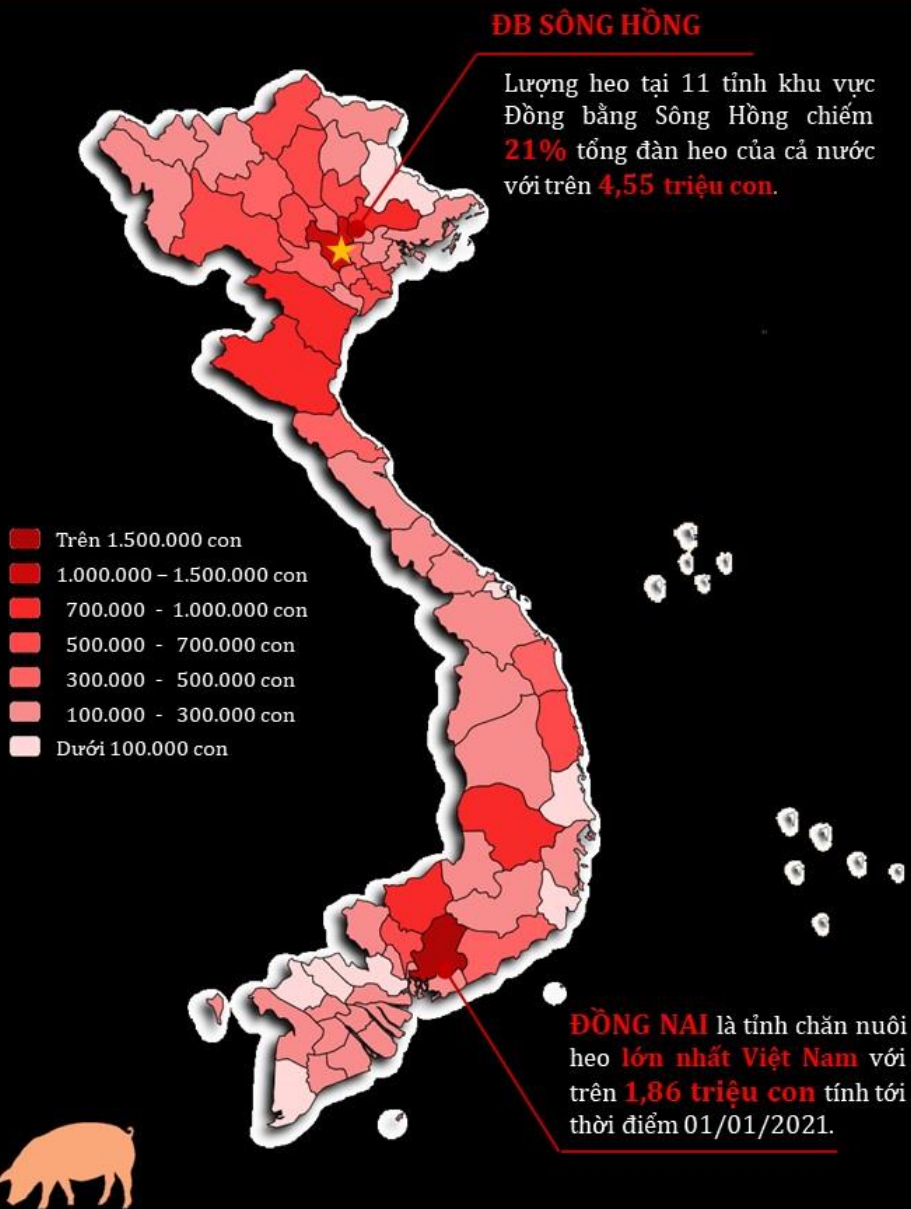 ĐB SÔNG HỒNG
Lượng heo tại 11 tỉnh khu vực
Đồng bằng Sông Hồng chiếm
21% tổng đàn heo của cả nước
với trên 4,55 triệu con.
Trên 1.500.000 con
1.000.000 – 1.500.000 con
700.000 - 1.000.000 con
500.000 - 700.000 con
300.000 - 500.000 con
100.000 - 300.000 con
Dưới 100.000 con
ĐỒNG NAI là tỉnh chăn nuôi
heo lớn nhất Việt Nam với
trên 1,86 triệu con tính tới
thời điểm 01/01/2021.